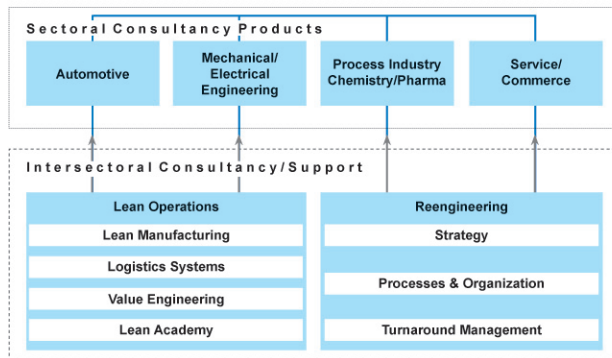 Sectoral Consultancy Products
Automotive
Mechanical/
Electrical
Engineering
Process Industry
Chemistry/Pharma
Service/
Commerce
Intersectoral Consultancy/Support
Lean Operations
Lean Manufacturing
Logistics Systems
Value Engineering
Lean Academy
Reengineering
Strategy
Processes & Organization
Turnaround Management